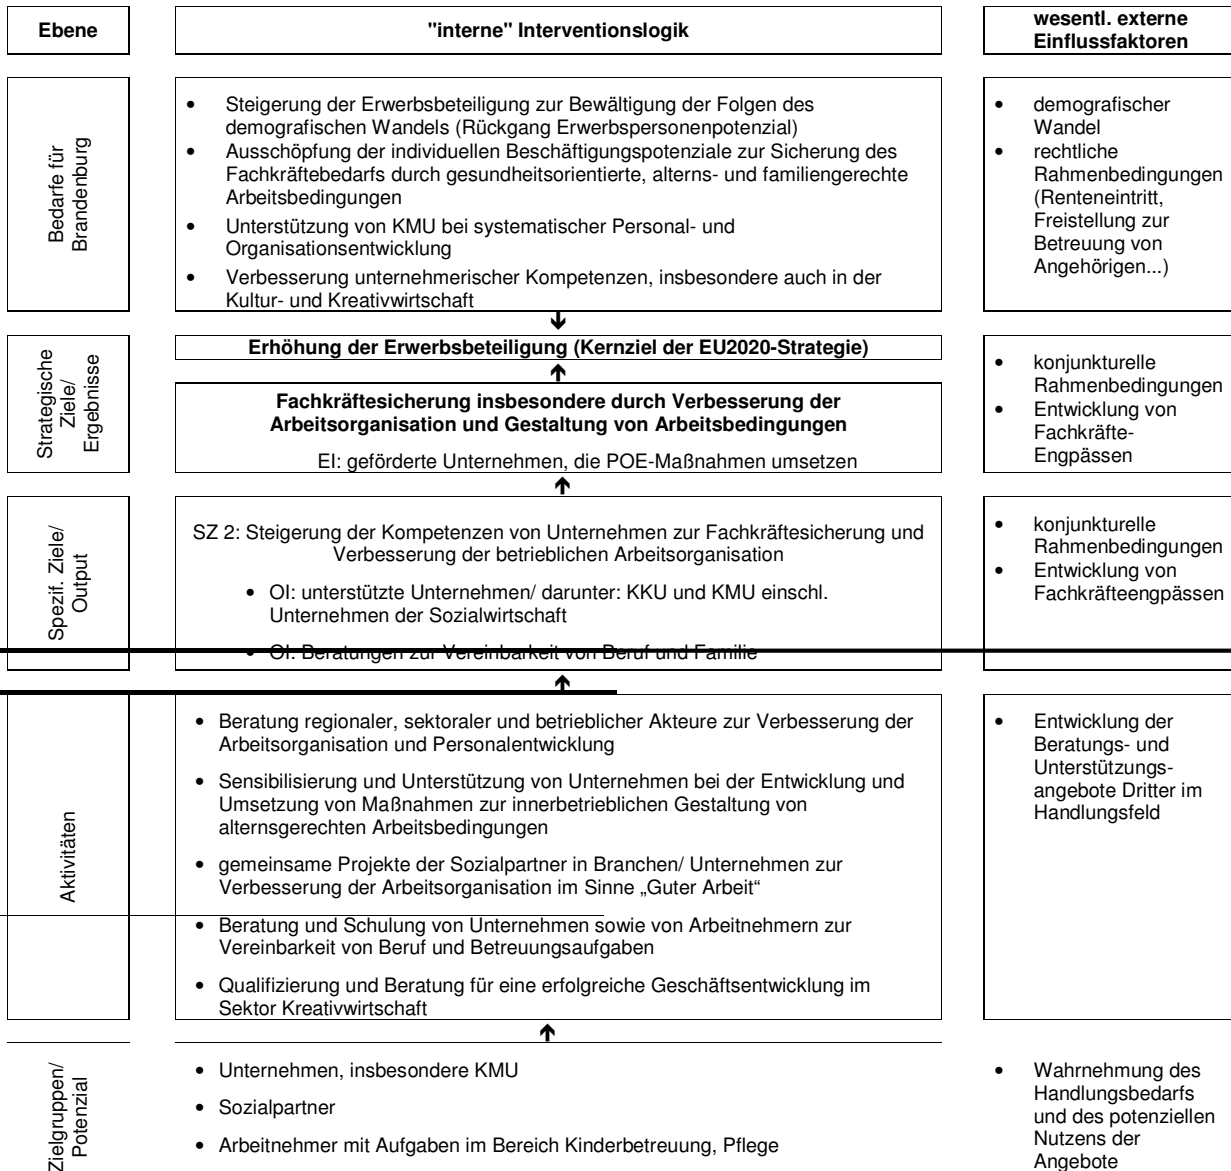 Ebene
"interne" Interventionslogik
wesentl. externe
Einflussfaktoren
Bedarfe für
Brandenburg
• Steigerung der Erwerbsbeteiligung zur Bewältigung der Folgen des
demografischen Wandels (Rückgang Erwerbspersonenpotenzial)
• Ausschöpfung der individuellen Beschäftigungspotenziale zur Sicherung des
Fachkräftebedarfs durch gesundheitsorientierte, alterns- und familiengerechte
Arbeitsbedingungen
• Unterstützung von KMU bei systematischer Personal- und
Organisationsentwicklung
• Verbesserung unternehmerischer Kompetenzen, insbesondere auch in der
Kultur- und Kreativwirtschaft
• demografischer
Wandel
• rechtliche
Rahmenbedingungen
(Renteneintritt,
Freistellung zur
Betreuung von
Angehörigen...)
Strategische
Ziele/
Ergebnisse
Erhöhung der Erwerbsbeteiligung (Kernziel der EU2020-Strategie)
Fachkräftesicherung insbesondere durch Verbesserung der
Arbeitsorganisation und Gestaltung von Arbeitsbedingungen
EI: geförderte Unternehmen, die POE-Maßnahmen umsetzen
• konjunkturelle
Rahmenbedingungen
• Entwicklung von
Fachkräfte-
Engpässen
Spezif. Ziele/
Output
SZ 2: Steigerung der Kompetenzen von Unternehmen zur Fachkräftesicherung und
Verbesserung der betrieblichen Arbeitsorganisation
• OI: unterstützte Unternehmen/ darunter: KKU und KMU einschl.
Unternehmen der Sozialwirtschaft
• OI: Beratungen zur Vereinbarkeit von Beruf und Familie
• konjunkturelle
Rahmenbedingungen
• Entwicklung von
Fachkräfteengpässen
Aktivitäten
• Beratung regionaler, sektoraler und betrieblicher Akteure zur Verbesserung der
Arbeitsorganisation und Personalentwicklung
• Sensibilisierung und Unterstützung von Unternehmen bei der Entwicklung und
Umsetzung von Maßnahmen zur innerbetrieblichen Gestaltung von
alternsgerechten Arbeitsbedingungen
• gemeinsame Projekte der Sozialpartner in Branchen/ Unternehmen zur
Verbesserung der Arbeitsorganisation im Sinne „Guter Arbeit“
• Beratung und Schulung von Unternehmen sowie von Arbeitnehmern zur
Vereinbarkeit von Beruf und Betreuungsaufgaben
• Qualifizierung und Beratung für eine erfolgreiche Geschäftsentwicklung im
Sektor Kreativwirtschaft
• Entwicklung der
Beratungs- und
Unterstützungs-
angebote Dritter im
Handlungsfeld
Zielgruppen/
Potenzial
• Unternehmen, insbesondere KMU
• Sozialpartner
• Arbeitnehmer mit Aufgaben im Bereich Kinderbetreuung, Pflege
• Wahrnehmung des
Handlungsbedarfs
und des potenziellen
Nutzens der
Angebote